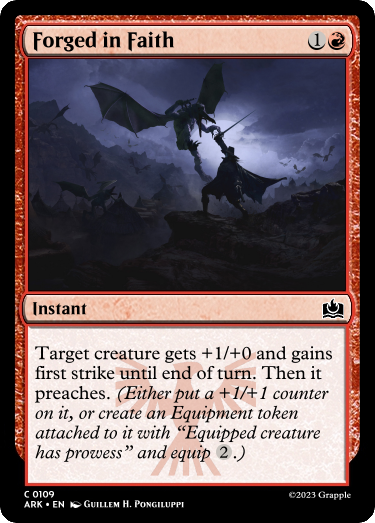 Forged in Faith 1
Instant
Target creature gets +1/+0 and gains
first strike until end of turn. Then it
preaches. (Either put a +1/+1 counter
on it, or create an Equipment token
attached to it with “Equipped creature
has prowess” and equip 2.)
C 0109
ARK • EN Guillem H. Pongiluppi
©2023 Grapple